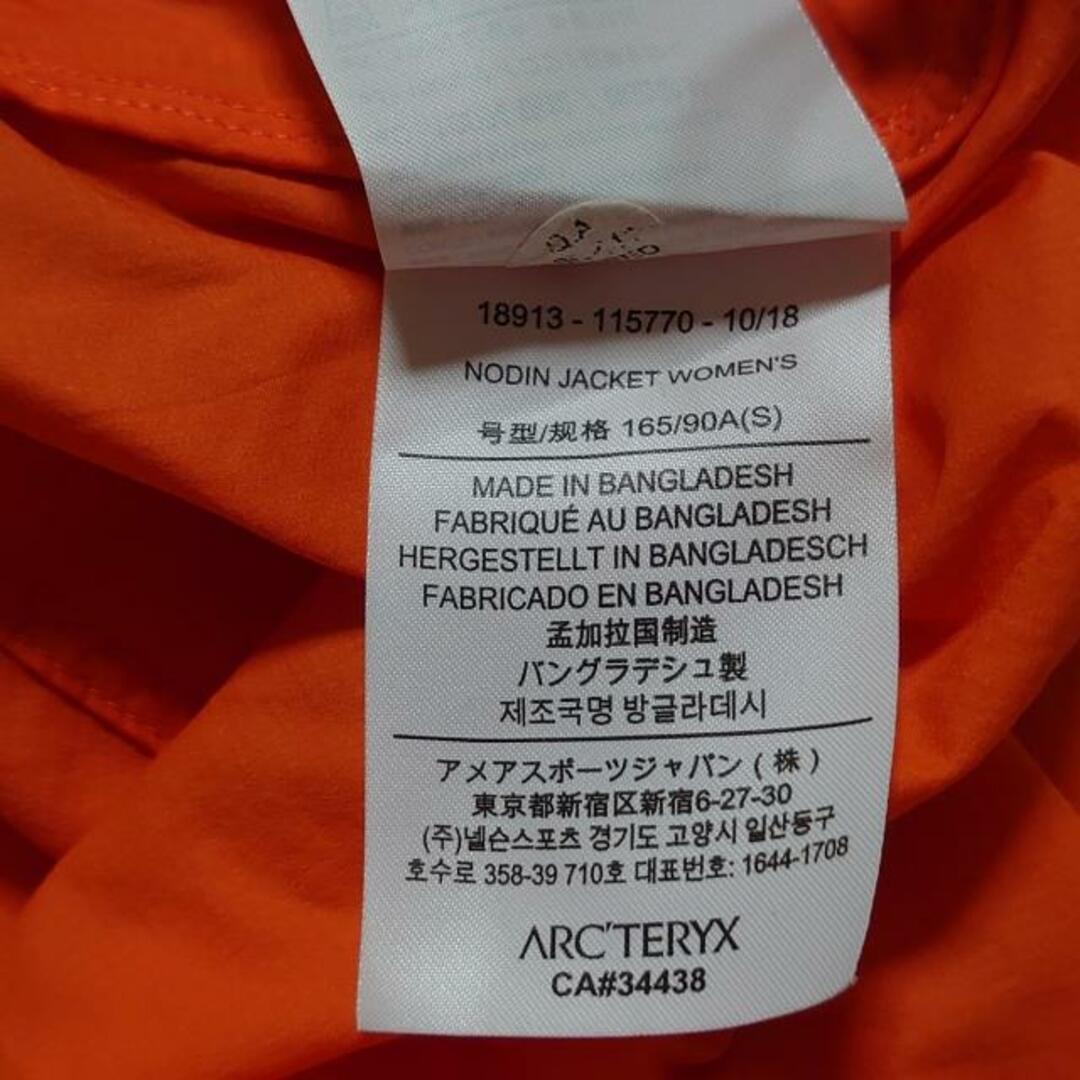 18913 - 115770 - 10/18
NODIN JACKET WOMEN'S
号型/规格 165/90A(S)
MADE IN BANGLADESH
FABRIQUÉ AU BANGLADESH
HERGESTELLT IN BANGLADESCH
FABRICADO EN BANGLADESH
孟加拉国制造
バングラデシュ製
제조국명 방글라데시
アメアスポーツジャパン ( 株 )
東京都新宿区新宿6-27-30
(주)넬슨스포츠 경기도 고양시 일산동구
호수로 358-39 710호 대표번호: 1644-1708
ARC'TERYX
CA#34438